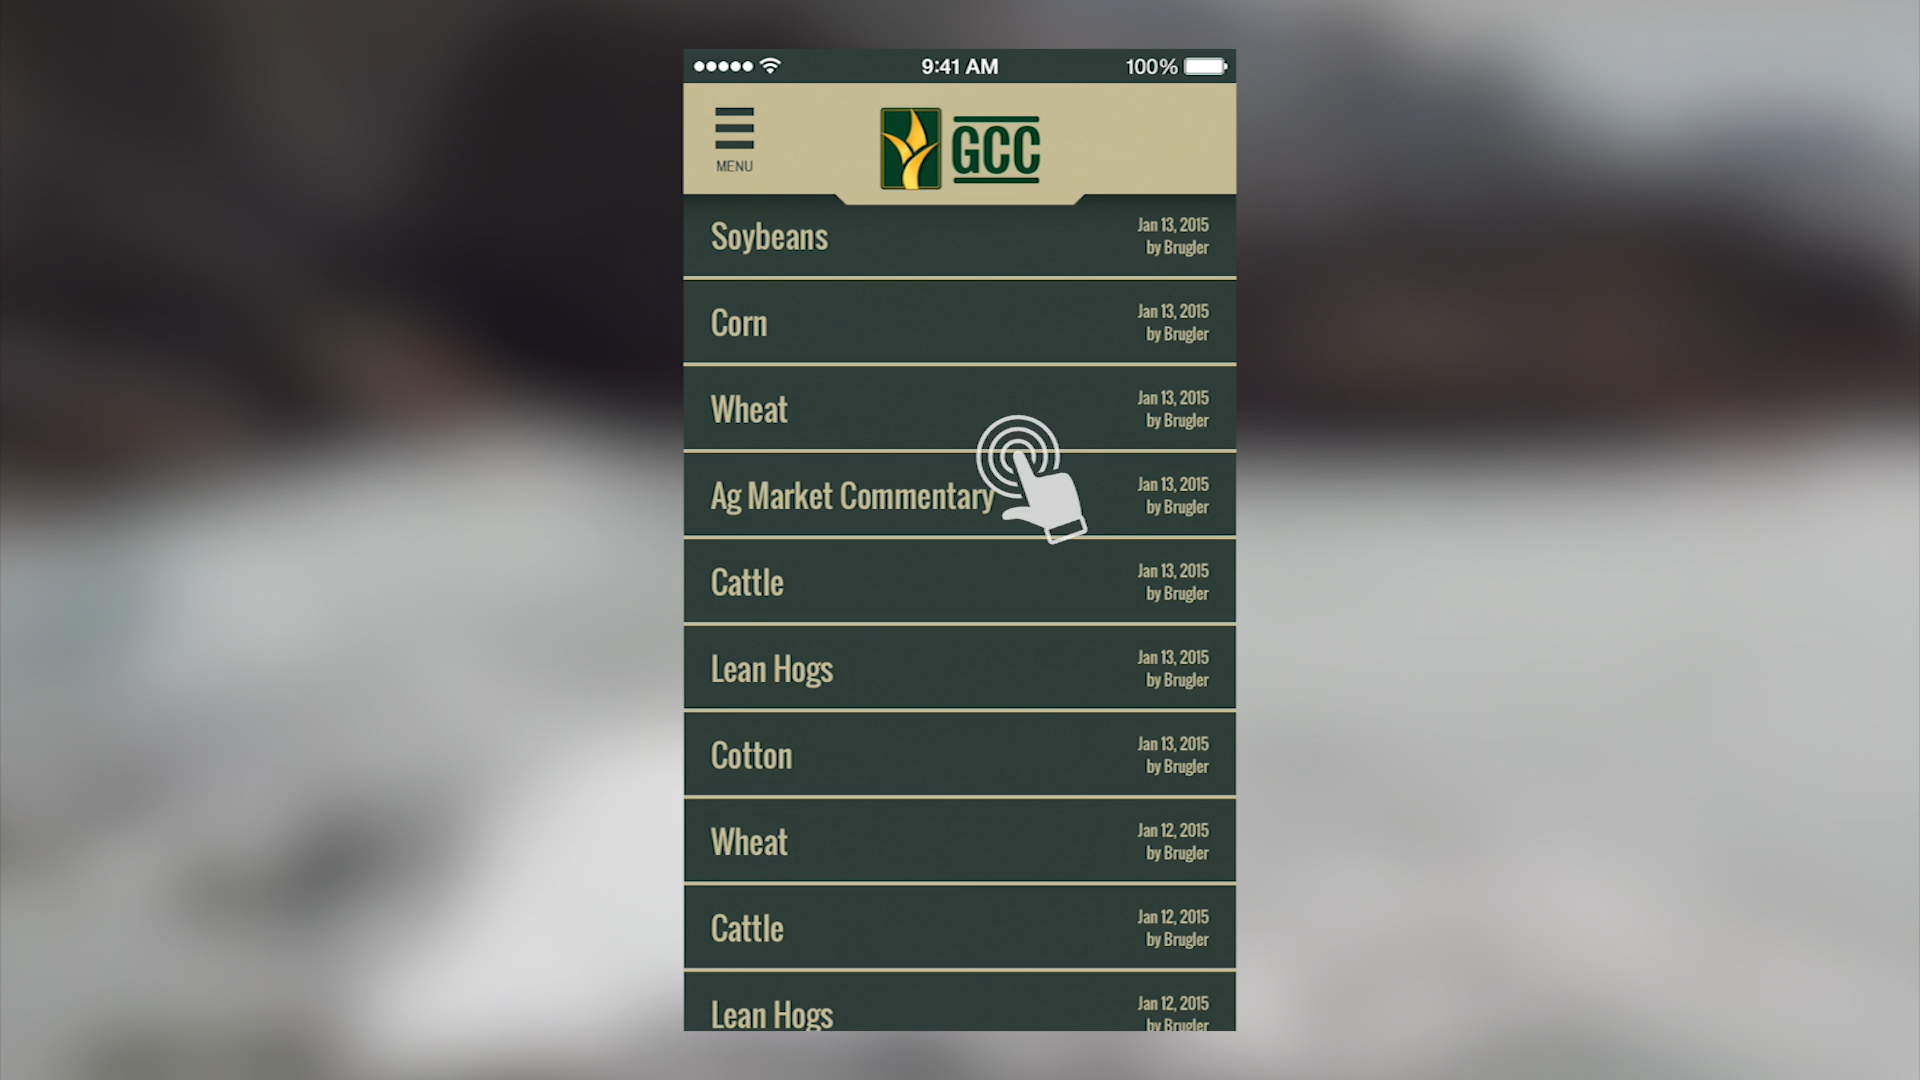 9:41 AM
100%
MENU
GCC
Soybeans
Jan 13, 2015
by Brugler
Corn
Jan 13, 2015
by Brugler
Wheat
Jan 13, 2015
by Brugler
Ag Market Commentary
Jan 13, 2015
by Brugler
Cattle
Jan 13, 2015
by Brugler
Lean Hogs
Jan 13, 2015
by Brugler
Cotton
Jan 13, 2015
by Brugler
Wheat
Jan 12, 2015
by Brugler
Cattle
Jan 12, 2015
by Brugler
Lean Hogs
Jan 12, 2015
by Brugler